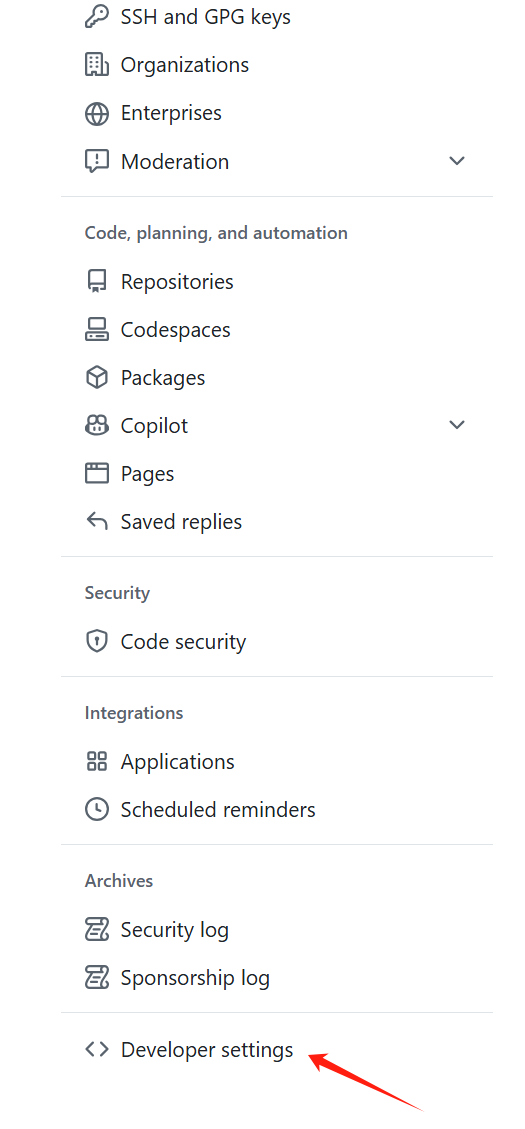 SSH and GPG keys
Organizations
Enterprises
Moderation
Code, planning, and automation
Repositories
Codespaces
Packages
Copilot
Pages
Saved replies
Security
Code security
Integrations
Applications
Scheduled reminders
Archives
Security log
Sponsorship log
Developer settings